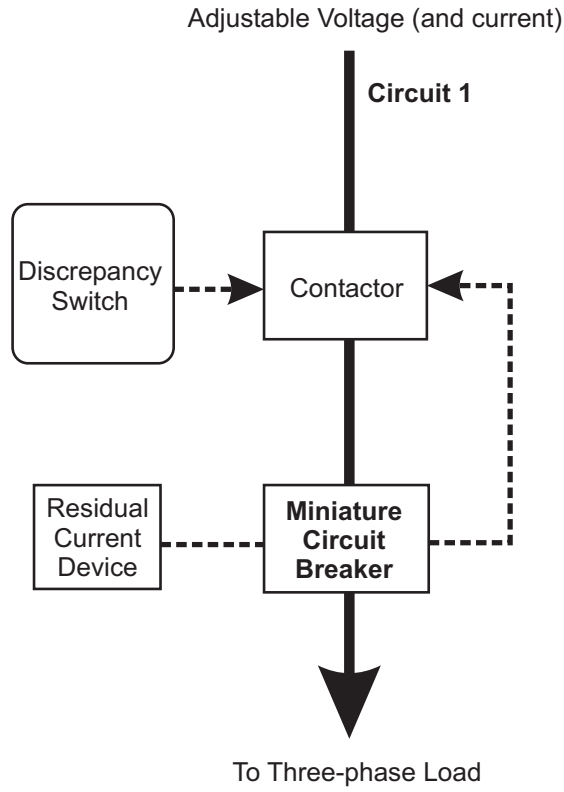 Adjustable Voltage (and current)
Circuit 1
Discrepancy
Switch
Contactor
Residual
Current
Device
Miniature
Circuit
Breaker
To Three-phase Load